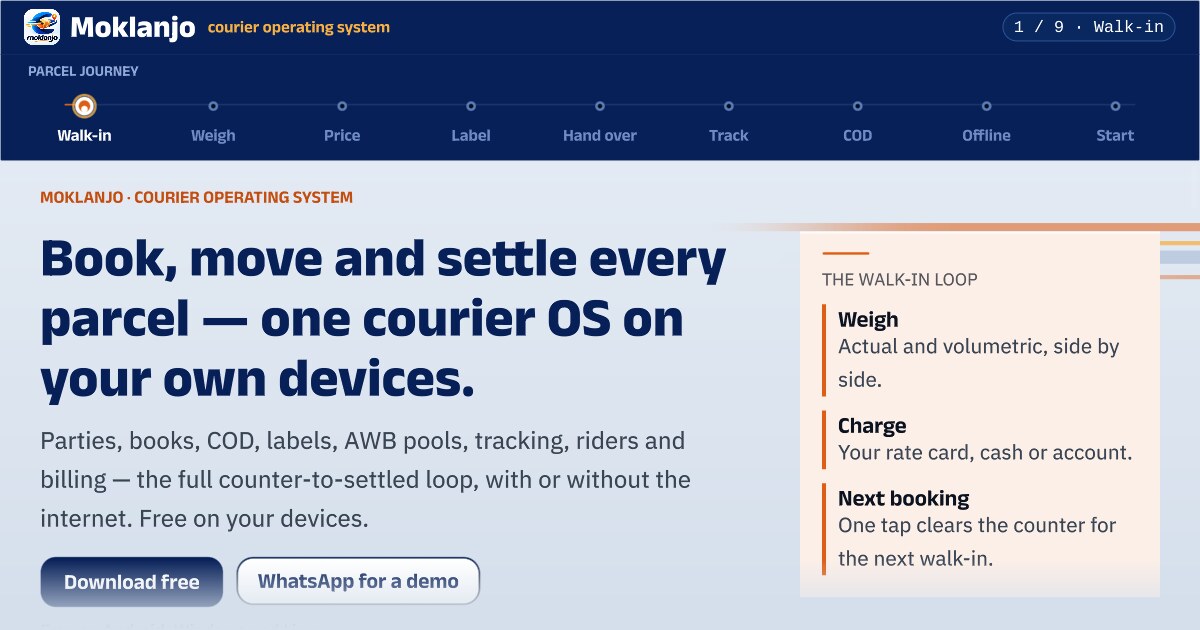 moklanjo
Moklanjo courier operating system
1 / 9 · Walk-in
PARCEL JOURNEY
Walk-in Weigh Price Label Hand over Track COD Offline Start
MOKLANJO · COURIER OPERATING SYSTEM
Book, move and settle every
parcel — one courier OS on
your own devices.
Parties, books, COD, labels, AWB pools, tracking, riders and
billing — the full counter-to-settled loop, with or without the
internet. Free on your devices.
Download free
WhatsApp for a demo
THE WALK-IN LOOP
Weigh
Actual and volumetric, side by
side.
Charge
Your rate card, cash or account.
Next booking
One tap clears the counter for
the next walk-in.